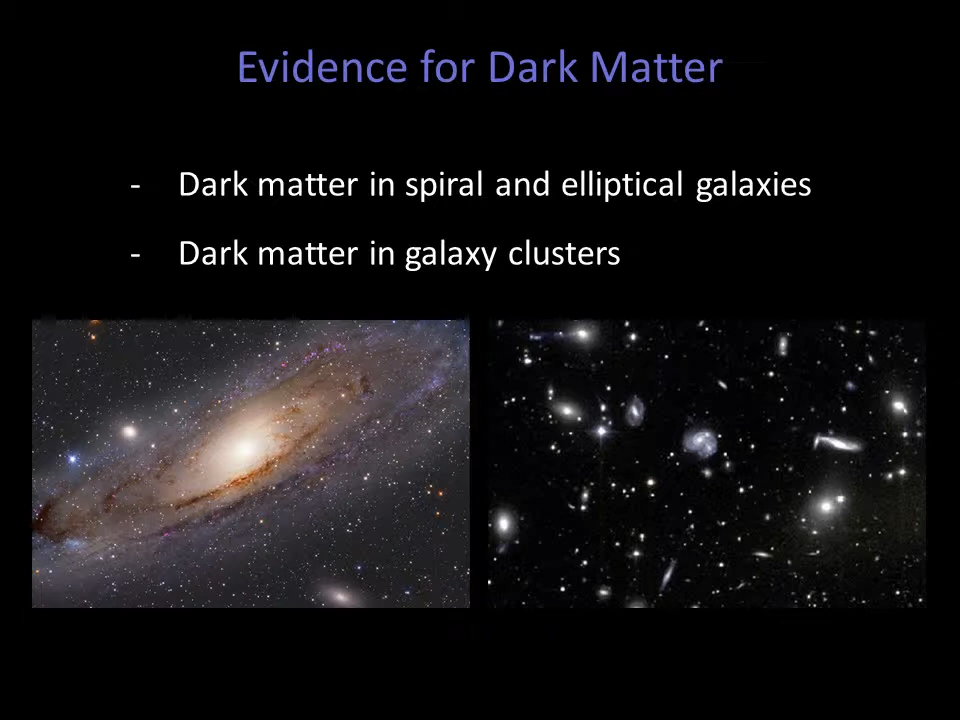 Evidence for Dark Matter
- Dark matter in spiral and elliptical galaxies
- Dark matter in galaxy clusters